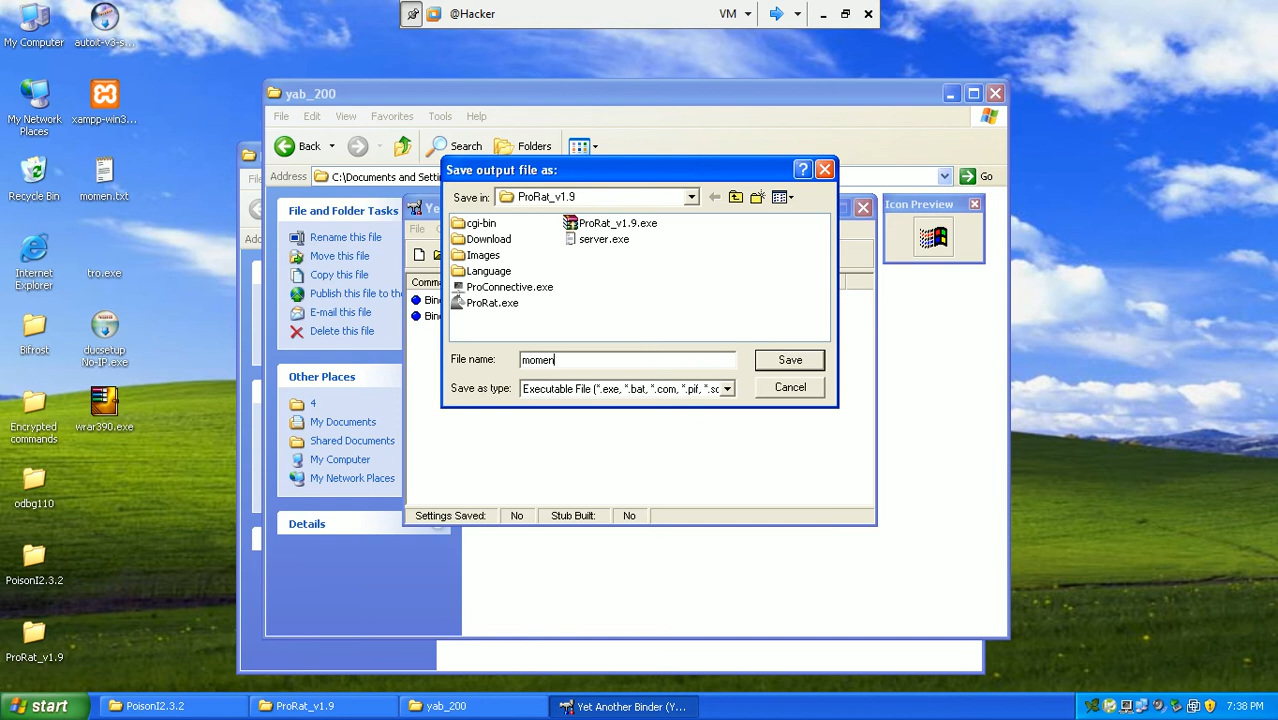 @Hacker
VM
My Computer
autoit-v3-s...
My Network
Places
xampp-win3...
Recycle Bin
momen.txt
Internet
Explorer
tro.exe
Bifrost
ducsetup
No-IP.exe
Encrypted
commands
wrar390.exe
odbg110
PoisonI2.3.2
ProRat_v1.9
yab_200
File Edit View Favorites Tools Help
Back Search Folders
Address C:\Documents and Sett
Go
File and Folder Tasks
Rename this file
Move this file
Copy this file
Publish this file to the
E-mail this file
Delete this file
Other Places
4
My Documents
Shared Documents
My Computer
My Network Places
Details
Save output file as:
Save in: ProRat_v1.9
cgi-bin
Download
Images
Language
ProConnective.exe
ProRat.exe
ProRat_v1.9.exe
server.exe
File name: momen
Save
Save as type: Executable File (*.exe, *.bat, *.com, *.pif, *.sc
Cancel
Icon Preview
Settings Saved: No Stub Built: No
start
PoisonI2.3.2
ProRat_v1.9
yab_200
Yet Another Binder (Y...
7:38 PM